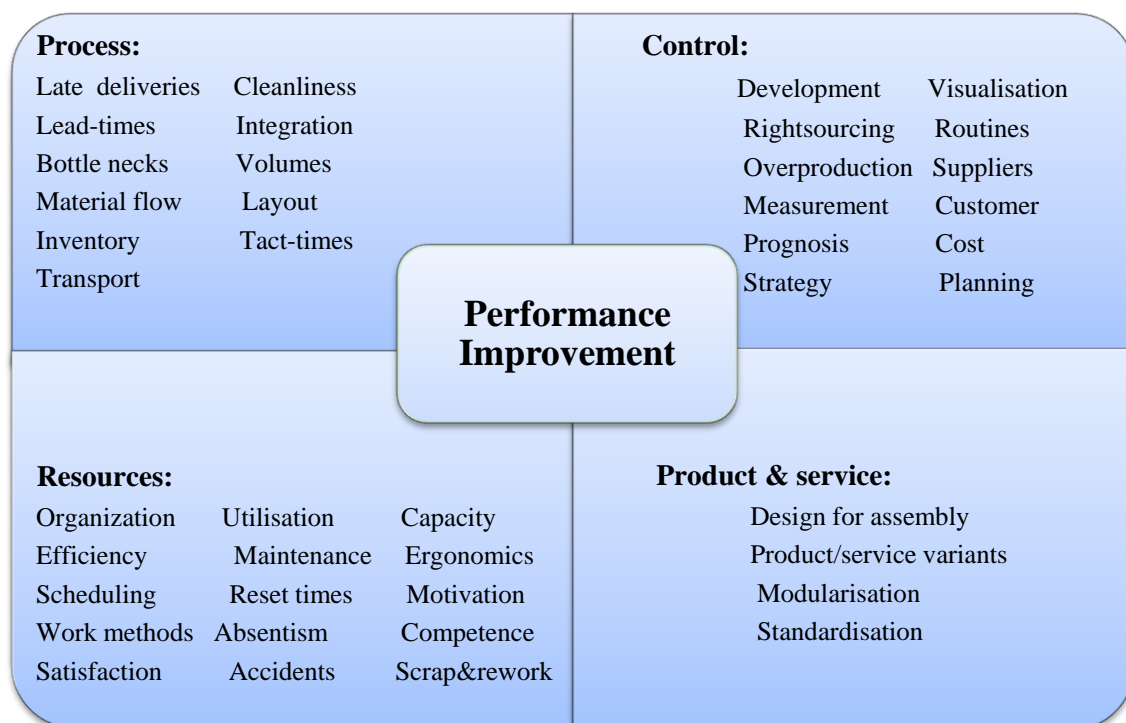 Process:
Late deliveries Cleanliness
Lead-times Integration
Bottle necks Volumes
Material flow Layout
Inventory Tact-times
Transport
Control:
Development Visualisation
Rightsourcing Routines
Overproduction Suppliers
Measurement Customer
Prognosis Cost
Strategy Planning
Performance
Improvement
Resources:
Organization Utilisation Capacity
Efficiency Maintenance Ergonomics
Scheduling Reset times Motivation
Work methods Absentism Competence
Satisfaction Accidents Scrap&rework
Product & service:
Design for assembly
Product/service variants
Modularisation
Standardisation